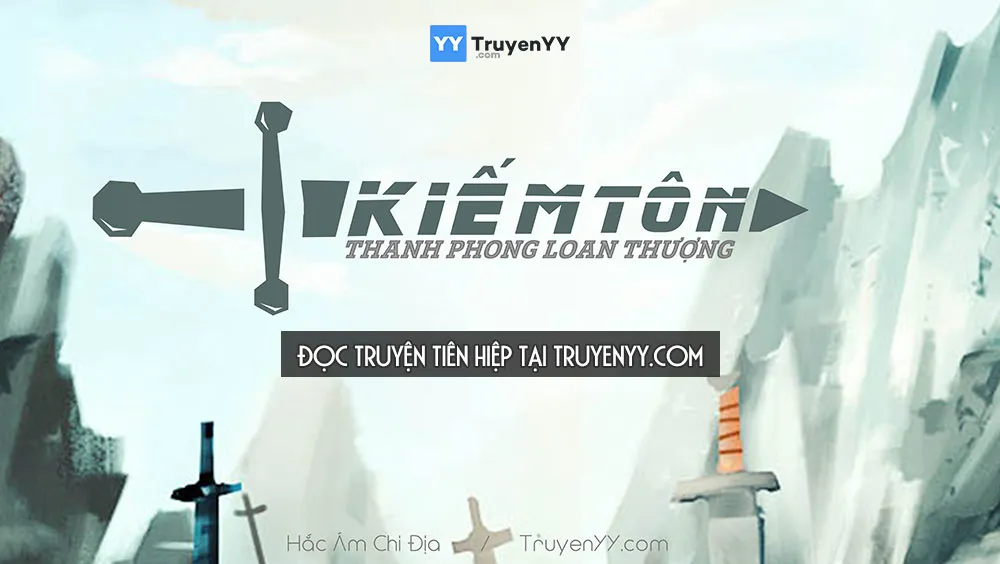 YY TruyenYY
.com
KIẾM TÔN
THANH PHONG LOAN THƯỢNG
ĐỌC TRUYỆN TIÊN HIỆP TẠI TRUYENYY.COM
Hắc Ám Chi Địa / TruyenYY.com